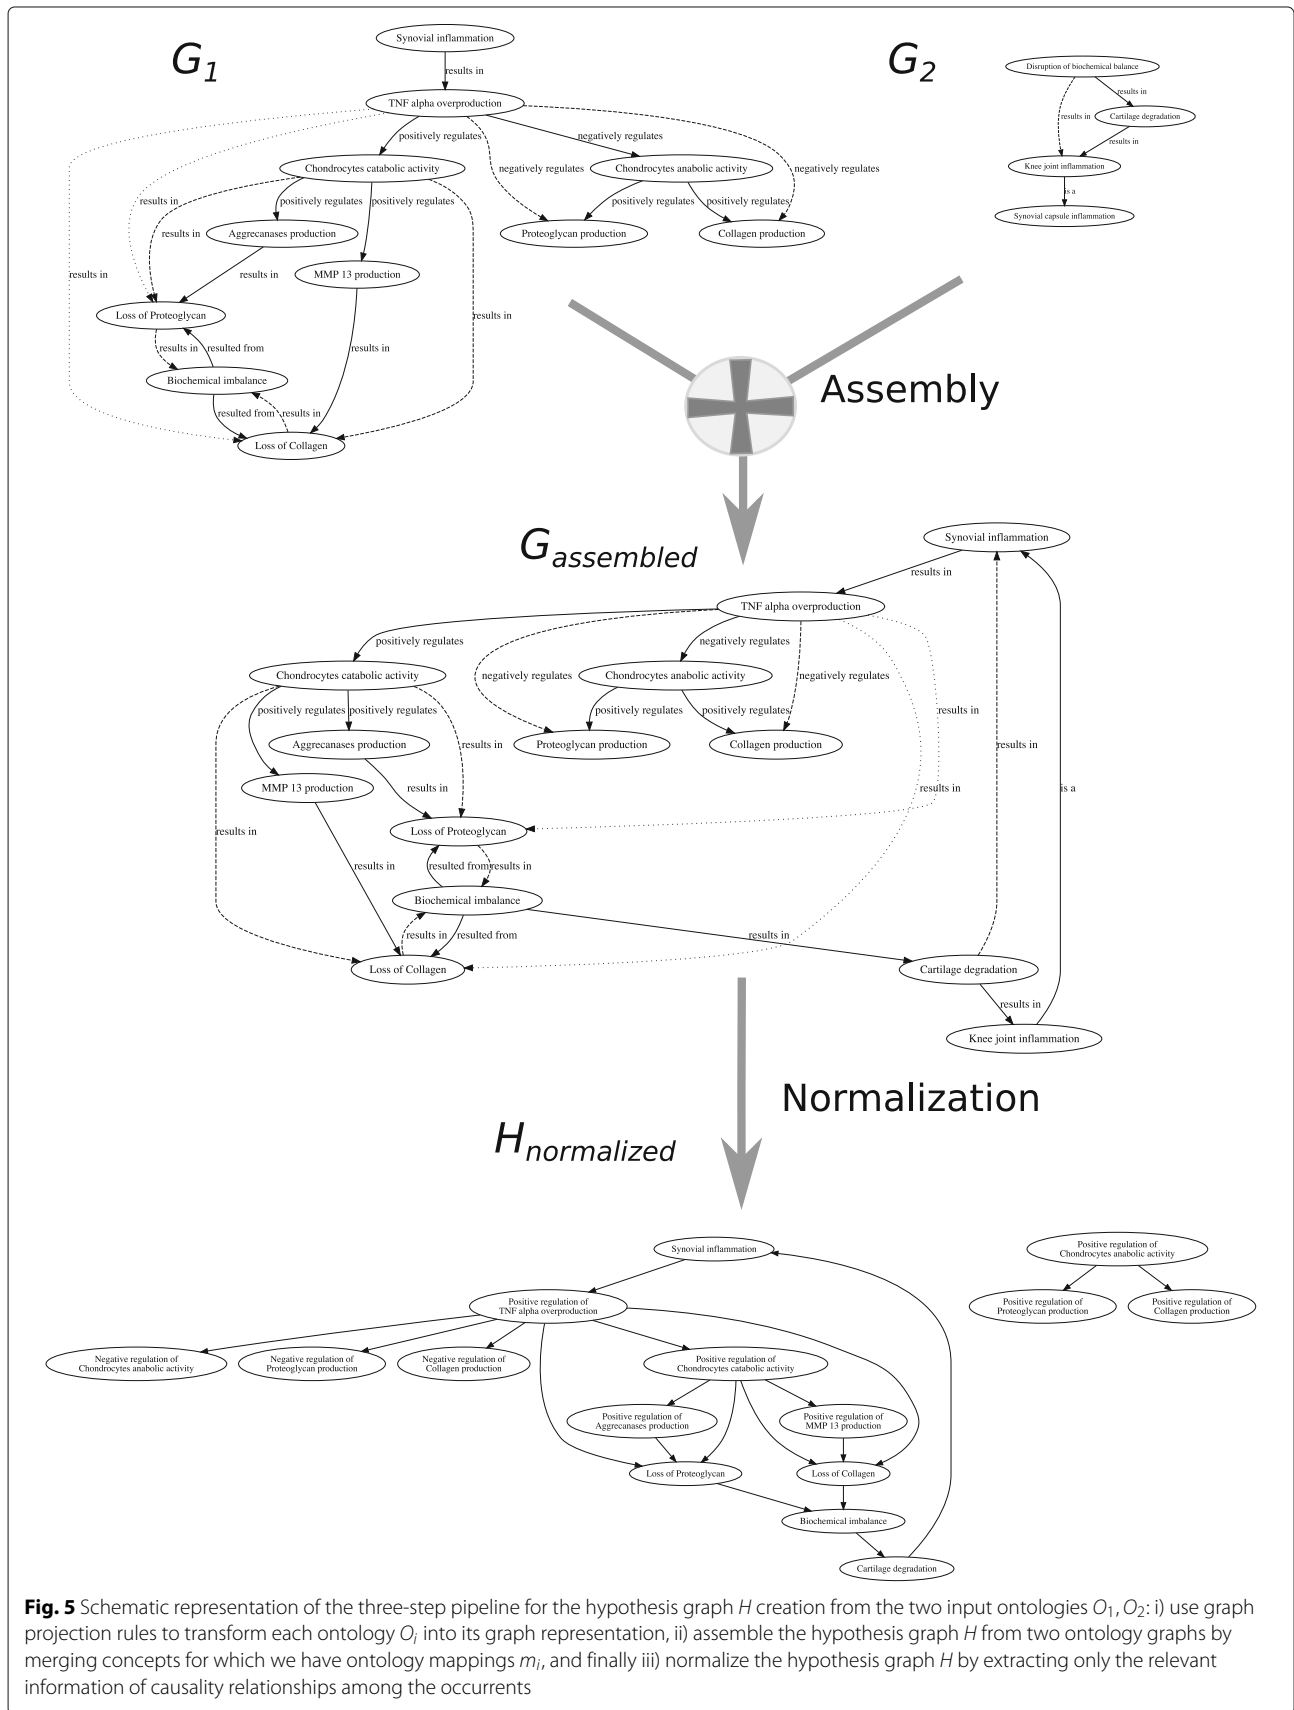 G1
G2
Synovial inflammation
results in
TNF alpha overproduction
positively regulates
negatively regulates
Chondrocytes catabolic activity
negatively regulates
Chondrocytes anabolic activity
negatively regulates
results in
positively regulates
positively regulates
positively regulates
positively regulates
results in
Aggrecanases production
Proteoglycan production
Collagen production
results in
results in
MMP 13 production
Loss of Proteoglycan
results in
results in
resulted from
results in
Biochemical imbalance
resulted from
results in
Loss of Collagen
Disruption of biochemical balance
results in
results in
Cartilage degradation
results in
Knee joint inflammation
is a
Synovial capsule inflammation
Assembly
Gassembled
Synovial inflammation
results in
TNF alpha overproduction
positively regulates
negatively regulates
Chondrocytes catabolic activity
negatively regulates
Chondrocytes anabolic activity
negatively regulates
positively regulates
positively regulates
positively regulates
positively regulates
results in
Aggrecanases production
results in
Proteoglycan production
Collagen production
results in
MMP 13 production
results in
results in
is a
results in
Loss of Proteoglycan
results in
resulted from
results in
Biochemical imbalance
results in
resulted from
results in
Loss of Collagen
Cartilage degradation
results in
Knee joint inflammation
Normalization
Hnormalized
Synovial inflammation
Positive regulation of
Chondrocytes anabolic activity
Positive regulation of
TNF alpha overproduction
Positive regulation of
Proteoglycan production
Positive regulation of
Collagen production
Negative regulation of
Chondrocytes anabolic activity
Negative regulation of
Proteoglycan production
Negative regulation of
Collagen production
Positive regulation of
Chondrocytes catabolic activity
Positive regulation of
Aggrecanases production
Positive regulation of
MMP 13 production
Loss of Proteoglycan
Loss of Collagen
Biochemical imbalance
Cartilage degradation
Fig. 5 Schematic representation of the three-step pipeline for the hypothesis graph H creation from the two input ontologies O1, O2: i) use graph
projection rules to transform each ontology Oi into its graph representation, ii) assemble the hypothesis graph H from two ontology graphs by
merging concepts for which we have ontology mappings mi, and finally iii) normalize the hypothesis graph H by extracting only the relevant
information of causality relationships among the occurrents